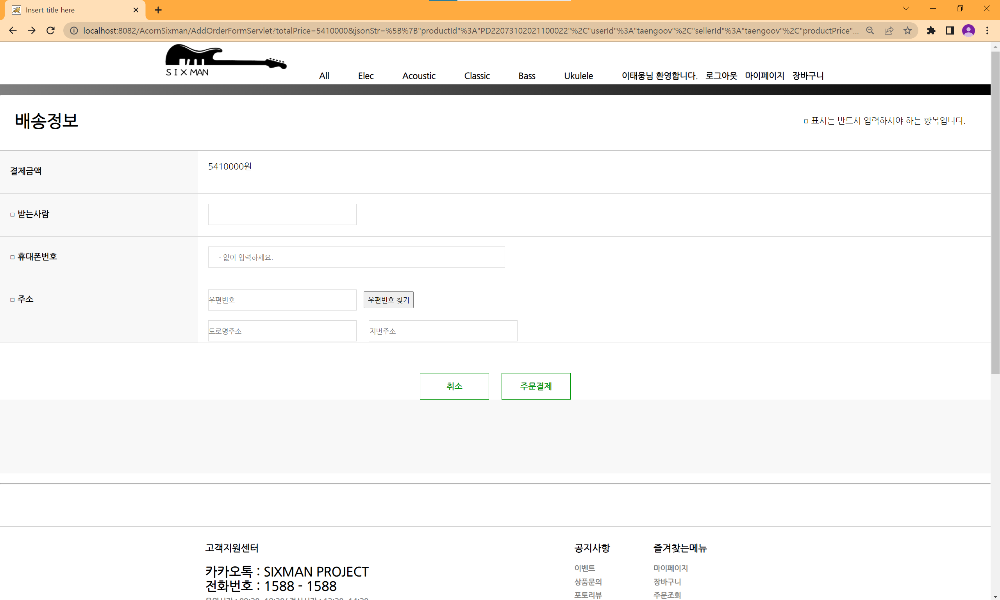 Insert title here
localhost:8082/AcornSixman/AddOrderFormServlet?totalPrice=5410000&jsonStr=%5B%7B"productId"%3A"PD22073102021100022"%2C"userId"%3A"taengoov"%2C"sellerId"%3A"taengoov"%2C"productPrice"...
SIXMAN
All Elec Acoustic Classic Bass Ukulele 이태웅님 환영합니다. 로그아웃 마이페이지 장바구니
배송정보
□ 표시는 반드시 입력하셔야 하는 항목입니다.
결제금액 5410000원
□ 받는사람
□ 휴대폰번호 - 없이 입력하세요.
□ 주소 우편번호 우편번호 찾기
도로명주소 지번주소
취소 주문결제
고객지원센터 공지사항 즐겨찾는메뉴
카카오톡 : SIXMAN PROJECT 이벤트 마이페이지
전화번호 : 1588 - 1588 상품문의 장바구니
포토리뷰 주문조회